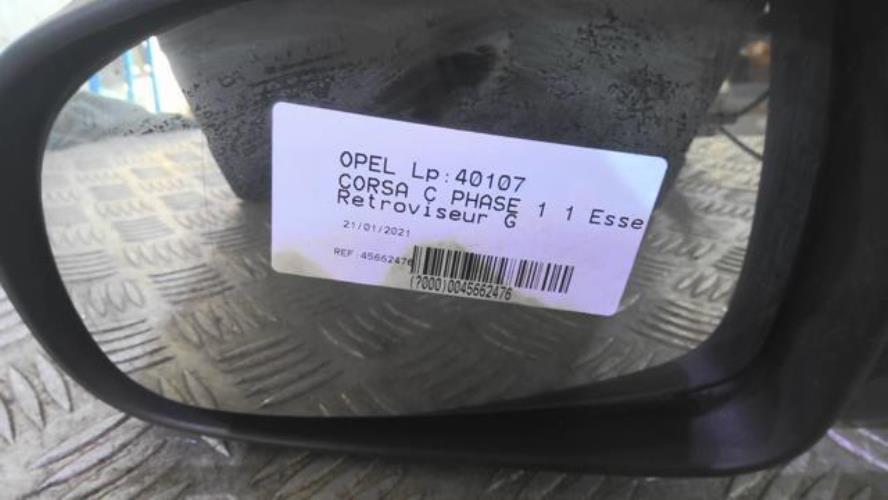 OPEL Lp:40107
CORSA C PHASE 1 1 Esse
Retroviseur G
21/01/2021
REF:45662476
(?000)0045662476